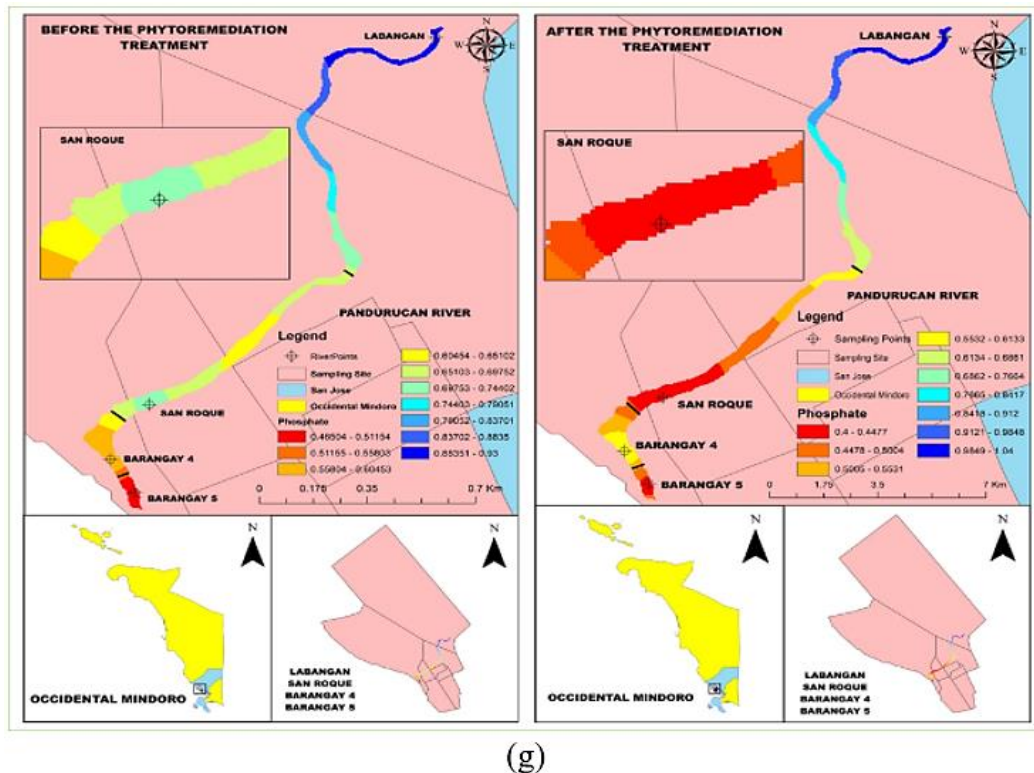 BEFORE THE PHYTOREMEDIATION
TREATMENT
LABANGAN
N
W
E
S
SAN ROQUE
PANDURUCAN RIVER
Legend
RiverPoints
Sampling Site
San Jose
Occidental Mindoro
Phosphate
0.51155 - 0.55803
0.55804 - 0.60453
0.65103 - 0.69752
0.69753 - 0.74402
0.74403 - 0.79051
0.79052 - 0.83701
0.83702 - 0.8835
0.88351 - 0.93
SAN ROQUE
BARANGAY 4
BARANGAY 5
0
0.175
0.35
0.7 Km
N
N
OCCIDENTAL MINDORO
LABANGAN
SAN ROQUE
BARANGAY 4
BARANGAY 5
AFTER THE PHYTOREMEDIATION
TREATMENT
LABANGAN
N
W
E
S
SAN ROQUE
PANDURUCAN RIVER
Legend
Sampling Points
Sampling Site
San Jose
Occidental Mindoro
Phosphate
0.4 - 0.4477
0.4478 - 0.5004
0.5005 - 0.5531
0.5532 - 0.6133
0.6134 - 0.6861
0.6862 - 0.7664
0.7665 - 0.8417
0.8418 - 0.912
0.9121 - 0.9848
0.9849 - 1.04
SAN ROQUE
BARANGAY 4
BARANGAY 5
0
1.75
3.5
7 Km
N
N
OCCIDENTAL MINDORO
LABANGAN
SAN ROQUE
BARANGAY 4
BARANGAY 5
(g)